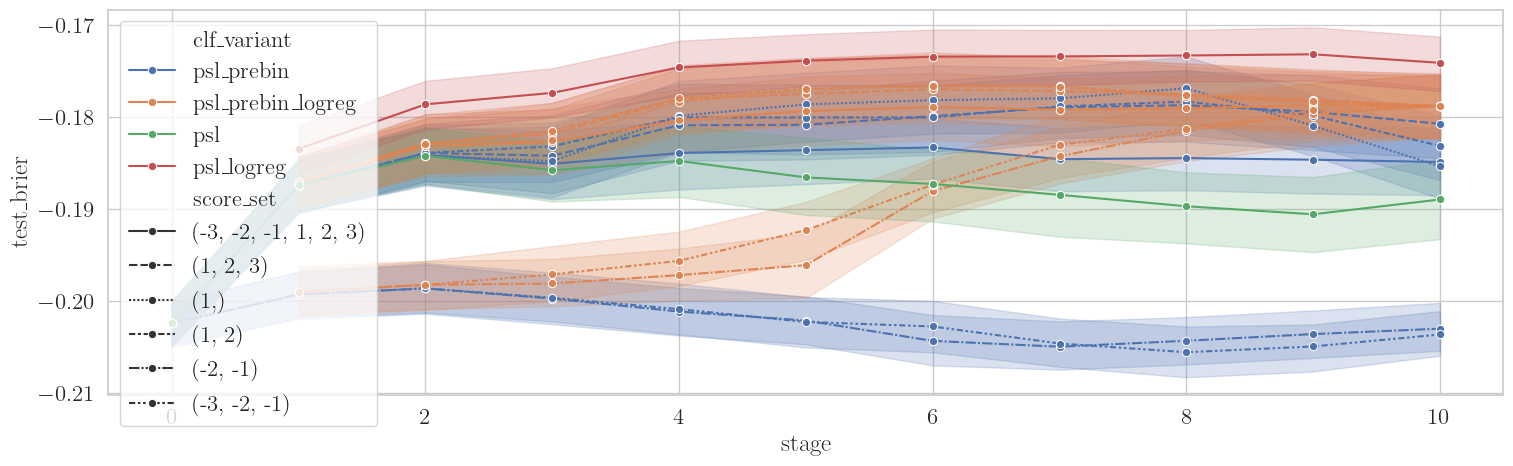 −0.17
−0.18
−0.19
−0.20
−0.21
test_brier
clf_variant
psl_prebin
psl_prebin_logreg
psl
psl_logreg
score_set
(-3, -2, -1, 1, 2, 3)
(1, 2, 3)
(1,)
(1, 2)
(-2, -1)
(-3, -2, -1)
0 2 4 6 8 10
stage